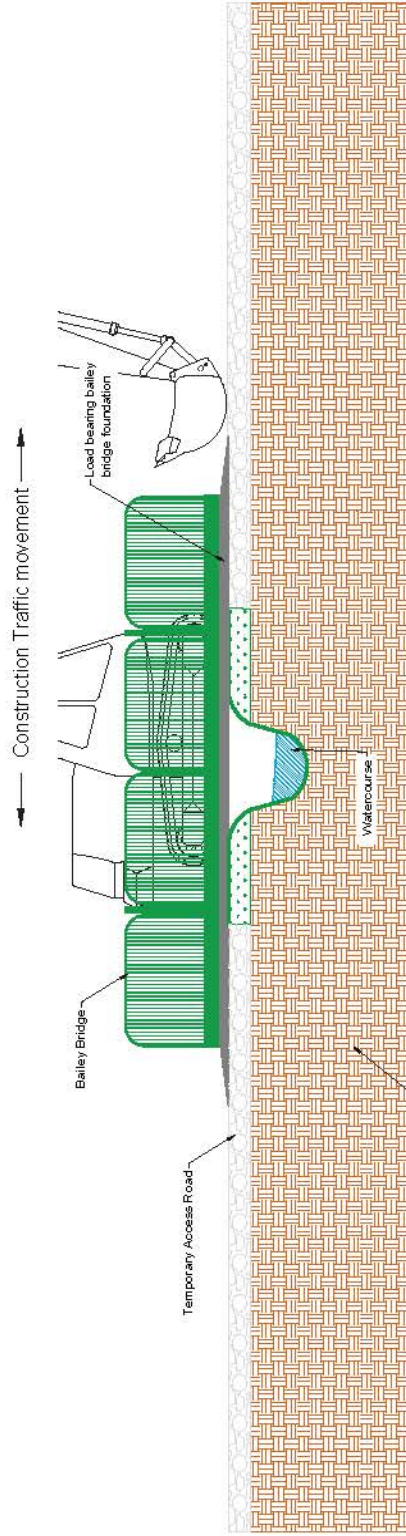 Construction Traffic movement
Load bearing bailey
bridge foundation
Bailey Bridge
Watercourse
Temporary Access Road